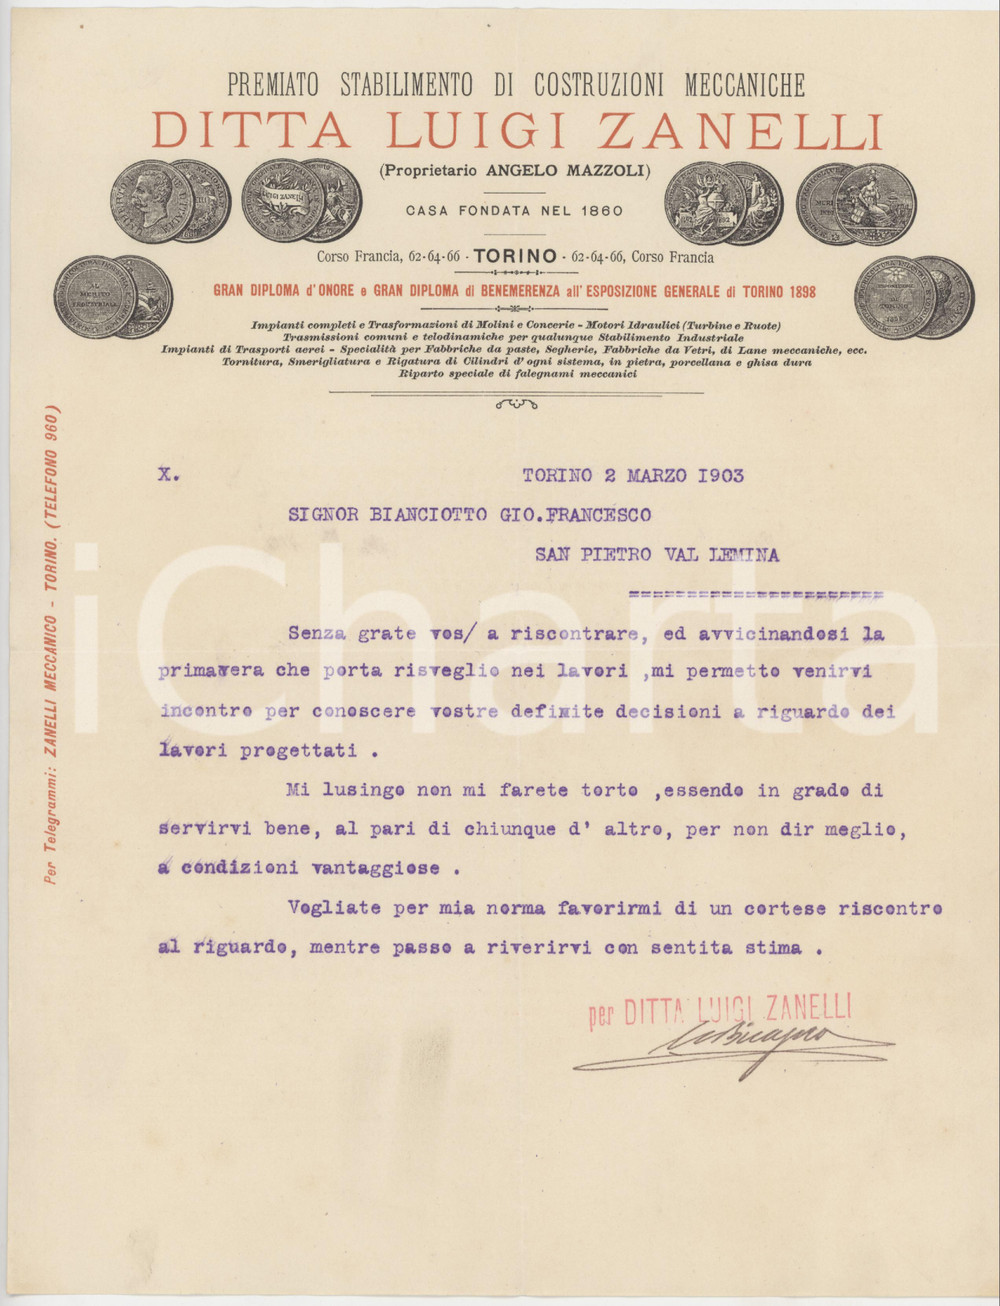 PREMIATO STABILIMENTO DI COSTRUZIONI MECCANICHE
DITTA LUIGI ZANELLI
(Proprietario ANGELO MAZZOLI)
CASA FONDATA NEL 1860
Corso Francia, 62-64-66 - TORINO - 62-64-66, Corso Francia
GRAN DIPLOMA d'ONORE e GRAN DIPLOMA di BENEMERENZA all'ESPOSIZIONE GENERALE di TORINO 1898
Impianti completi e Trasformazioni di Molini e Concerie - Motori Idraulici (Turbine e Ruote)
Trasmissioni comuni e telodinamiche per qualunque Stabilimento Industriale
Impianti di Trasporti aerei - Specialità per Fabbriche da paste, Segherie, Fabbriche da Vetri, di Lane meccaniche, ecc.
Tornitura, Smerigliatura e Rigatura di Cilindri d'ogni sistema, in pietra, porcellana e ghisa dura
Riparto speciale di falegnami meccanici
Per Telegrammi: ZANELLI MECCANICO - TORINO. (TELEFONO 960)
X. TORINO 2 MARZO I903
SIGNOR BIANCIOTTO GIO.FRANCESCO
SAN PIETRO VAL LEMINA
Senza grate vos/ a riscontrare, ed avvicinandosi la
primavera che porta risveglio nei lavori ,mi permetto venirvi
incontro per conoscere vostre definite decisioni a riguardo dei
lavori progettati .
Mi lusingo non mi farete torto ,essendo in grado di
servirvi bene, al pari di chiunque d' altro, per non dir meglio,
a condizioni vantaggiose .
Vogliate per mia norma favorirmi di un cortese riscontro
al riguardo, mentre passo a riverirvi con sentita stima .
per DITTA LUIGI ZANELLI
iCharta